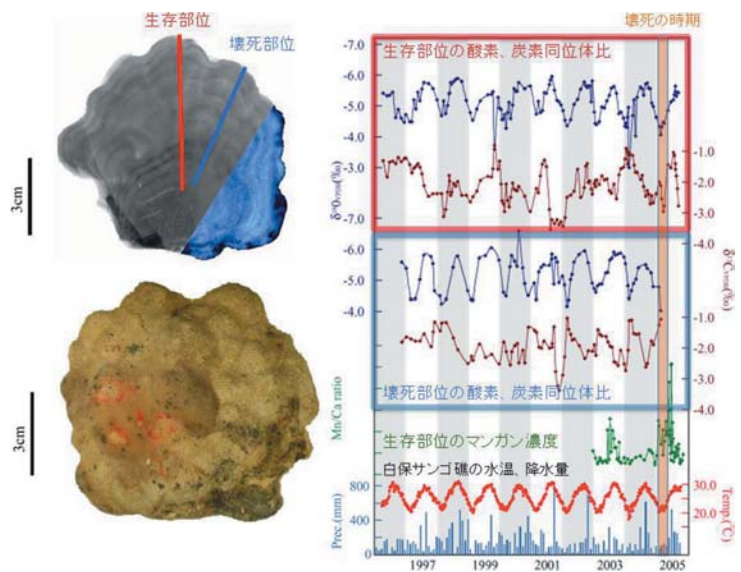 生存部位
壊死部位
3cm
3cm
壊死の時期
生存部位の酸素、炭素同位体比
-7.0
-6.0
-5.0
-4.0
-3.0
-1.0
-2.0
-3.0
-7.0
-6.0
-5.0
-4.0
-4.0
-1.0
-2.0
-3.0
-4.0
壊死部位の酸素、炭素同位体比
Mn/Ca ratio
生存部位のマンガン濃度
白保サンゴ礁の水温、降水量
800
400
0
Prec.(mm)
30.0
20.0
Temp.(℃)
1997
1999
2001
2003
2005